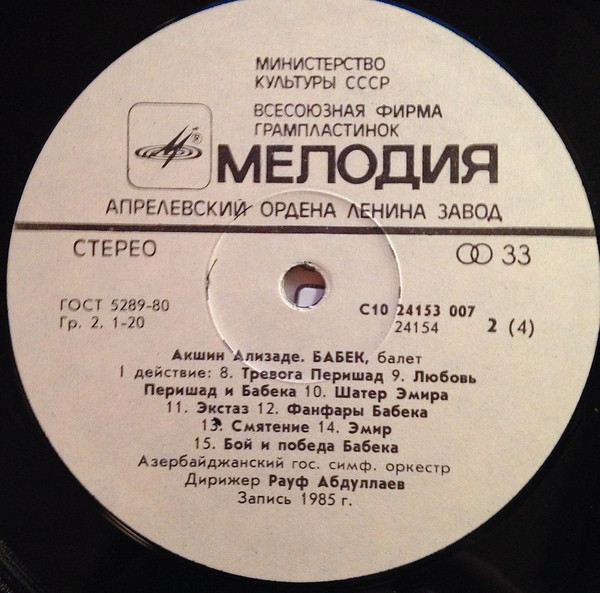 МИНИСТЕРСТВО
КУЛЬТУРЫ СССР
ВСЕСОЮЗНАЯ ФИРМА
ГРАМПЛАСТИНОК
МЕЛОДИЯ
АПРЕЛЕВСКИЙ ОРДЕНА ЛЕНИНА ЗАВОД
СТЕРЕО 33
ГОСТ 5289-80 С10 24153 007
Гр. 2. 1-20 24154 2 (4)
Акшин Ализаде. БАБЕК, балет
I действие: 8. Тревога Перишад 9. Любовь
Перишад и Бабека 10. Шатер Эмира
11. Экстаз 12. Фанфары Бабека
13. Смятение 14. Эмир
15. Бой и победа Бабека
Азербайджанский гос. симф. оркестр
Дирижер Рауф Абдуллаев
Запись 1985 г.